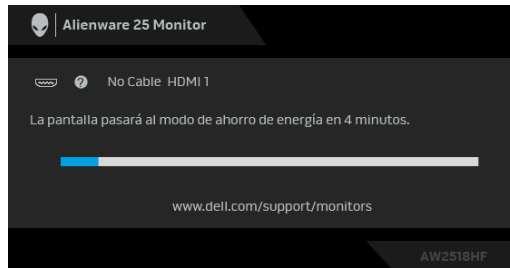 Alienware 25 Monitor
? No Cable HDMI 1
La pantalla pasará al modo de ahorro de energía en 4 minutos.
www.dell.com/support/monitors
AW2518HF